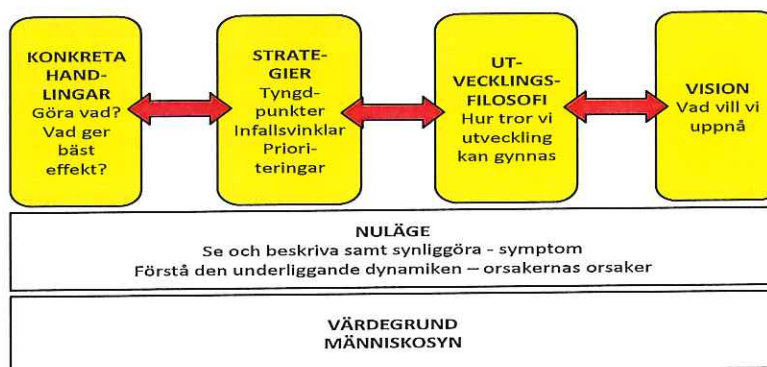 KONKRETA
HAND-
LINGAR
Göra vad?
Vad ger
bäst
effekt?
STRATE-
GIER
Tyngd-
punkter
Infallsvinklar
Priori-
teringar
UT-
VECKLINGS-
FILOSOFI
Hur tror vi
utveckling
kan gynnas
VISION
Vad vill vi
uppnå
NULÄGE
Se och beskriva samt synliggöra - symptom
Förstå den underliggande dynamiken – orsakernas orsaker
VÄRDEGRUND
MÄNNISKOSYN